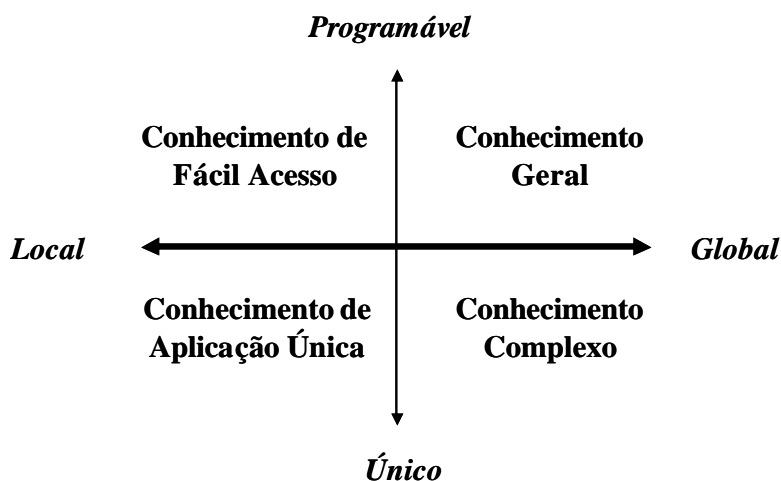 Programável
Conhecimento de
Fácil Acesso
Conhecimento
Geral
Local
Global
Conhecimento de
Aplicação Única
Conhecimento
Complexo
Único